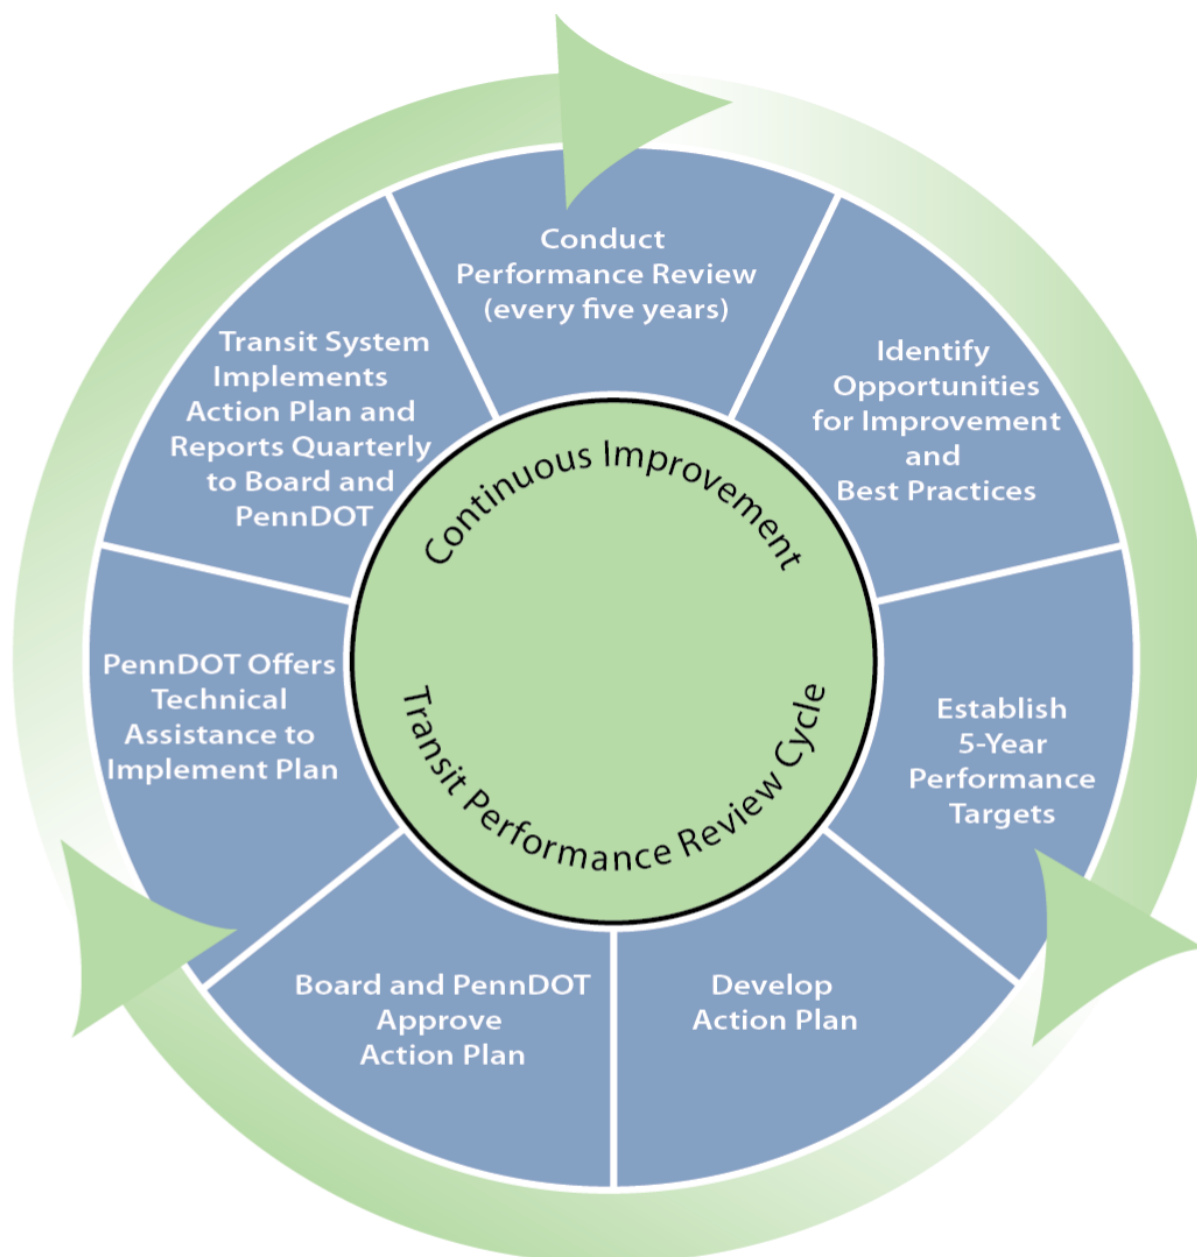 Conduct
Performance Review
(every five years)
Identify
Opportunities
for Improvement
and
Best Practices
Establish
5-Year
Performance
Targets
Develop
Action Plan
Board and PennDOT
Approve
Action Plan
PennDOT Offers
Technical
Assistance to
Implement Plan
Transit System
Implements
Action Plan and
Reports Quarterly
to Board and
PennDOT
Continuous Improvement
Transit Performance Review Cycle